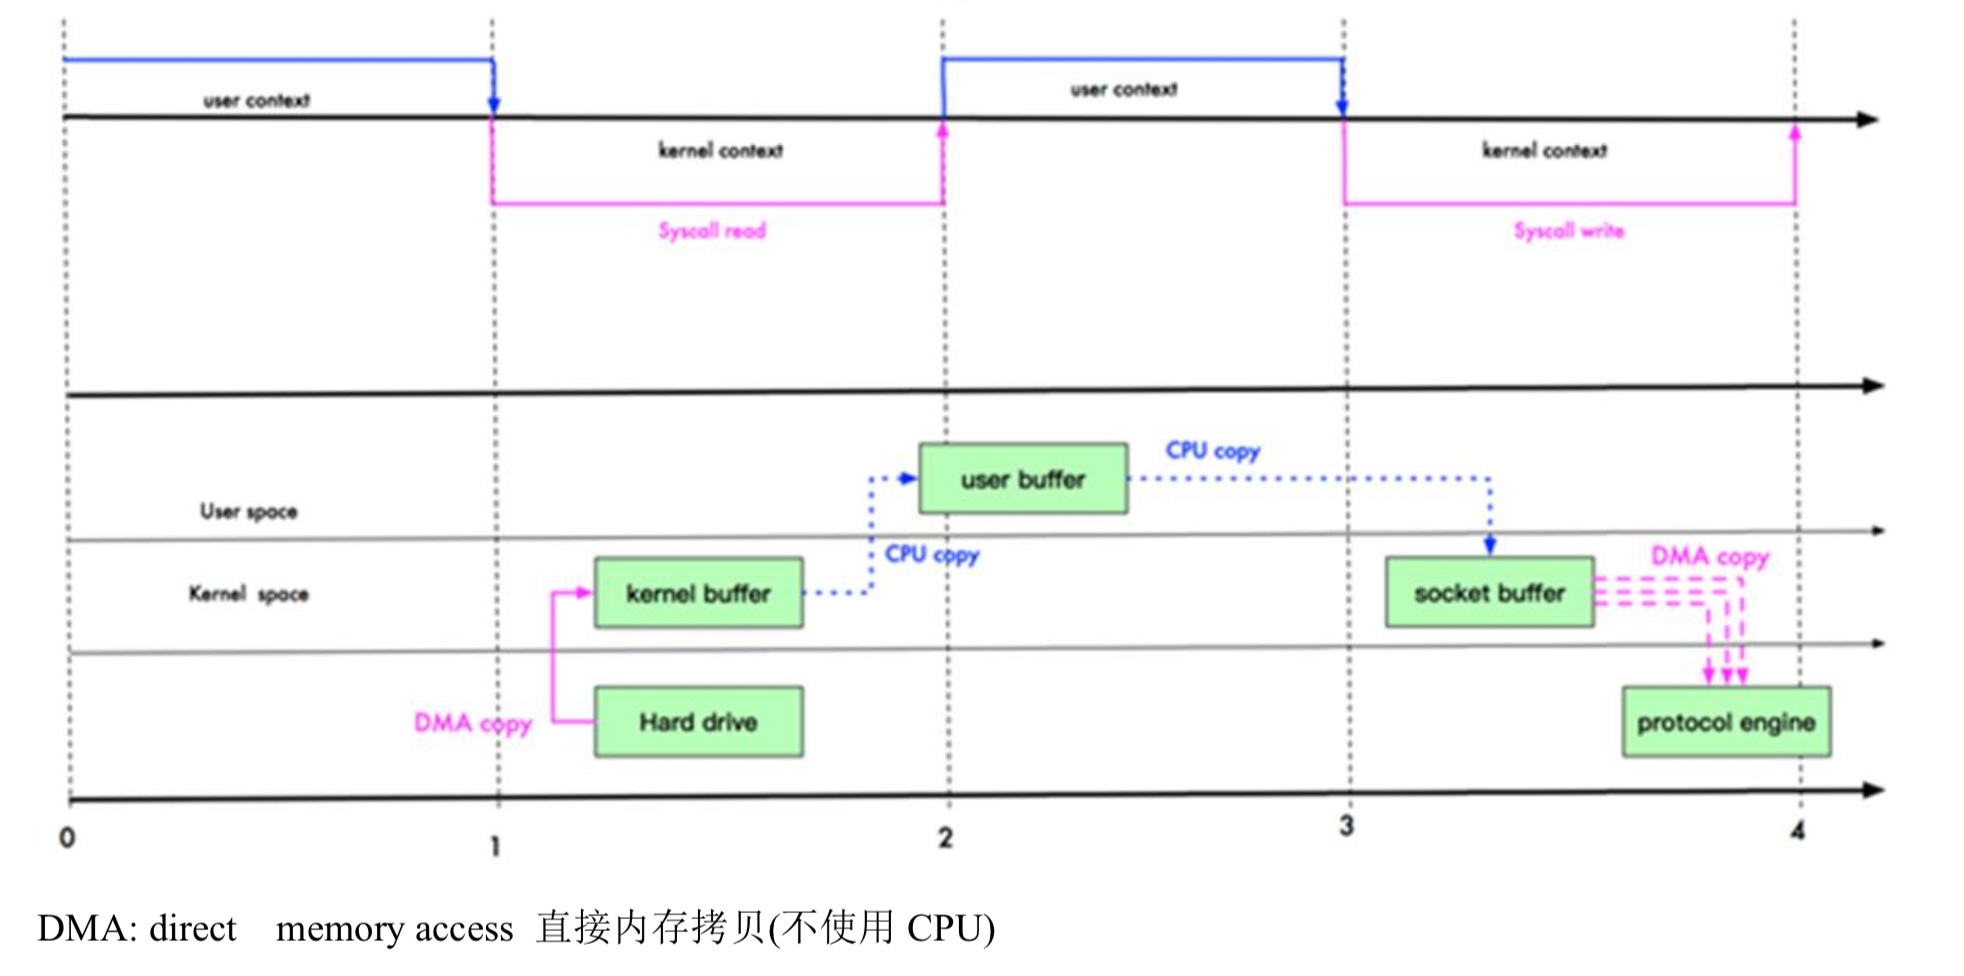 user context
user context
kernel context
kernel context
Syscall read
Syscall write
CPU copy
user buffer
User space
CPU copy
DMA copy
Kernel space
kernel buffer
socket buffer
DMA copy
Hard drive
protocol engine
0
1
2
3
4
DMA: direct memory access 直接内存拷贝(不使用 CPU)